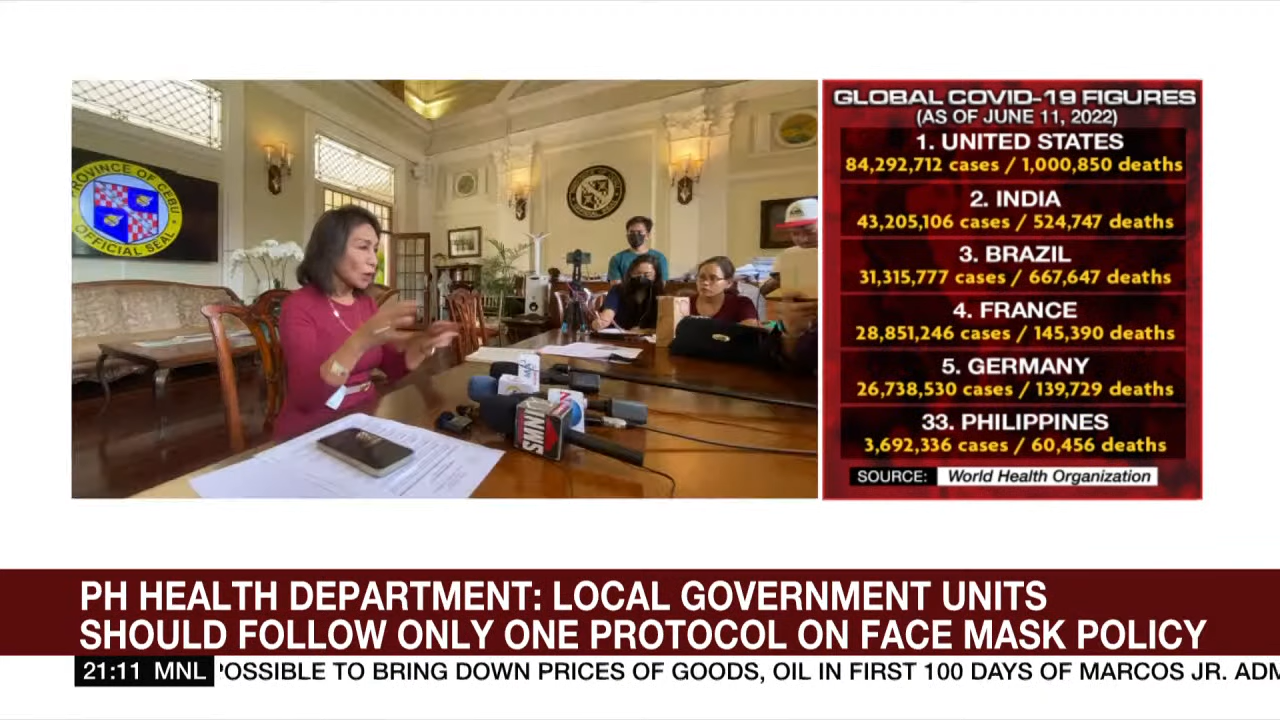 PROVINCE OF CEBU
OFFICIAL SEAL
SMNI
GLOBAL COVID-19 FIGURES
(AS OF JUNE 11, 2022)
1. UNITED STATES
84,292,712 cases / 1,000,850 deaths
2. INDIA
43,205,106 cases / 524,747 deaths
3. BRAZIL
31,315,777 cases / 667,647 deaths
4. FRANCE
28,851,246 cases / 145,390 deaths
5. GERMANY
26,738,530 cases / 139,729 deaths
33. PHILIPPINES
3,692,336 cases / 60,456 deaths
SOURCE: World Health Organization
PH HEALTH DEPARTMENT: LOCAL GOVERNMENT UNITS
SHOULD FOLLOW ONLY ONE PROTOCOL ON FACE MASK POLICY
21:11 MNL POSSIBLE TO BRING DOWN PRICES OF GOODS, OIL IN FIRST 100 DAYS OF MARCOS JR. ADM